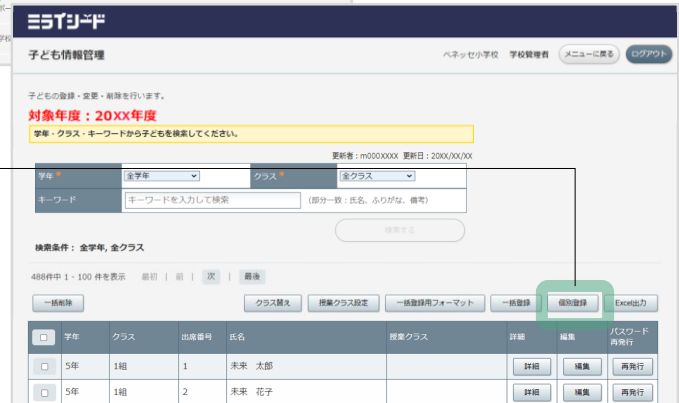 ミライシード
子ども情報管理
ベネッセ小学校 学校管理者 メニューに戻る ログアウト
子どもの登録・変更・削除を行います。
対象年度：20XX年度
学年・クラス・キーワードから子どもを検索してください。
更新者：m000XXXX 更新日：20XX/XX/XX
学年* 全学年 クラス* 全クラス
キーワード キーワードを入力して検索 (部分一致：氏名、ふりがな、備考)
検索する
検索条件： 全学年, 全クラス
488件中 1 - 100 件を表示 最初 | 前 | 次 | 最後
一括削除 クラス替え 授業クラス設定 一括登録用フォーマット 一括登録 個別登録 Excel出力
学年 クラス 出席番号 氏名 授業クラス 詳細 編集 パスワード
再発行
5年 1組 1 未来 太郎 詳細 編集 再発行
5年 1組 2 未来 花子 詳細 編集 再発行